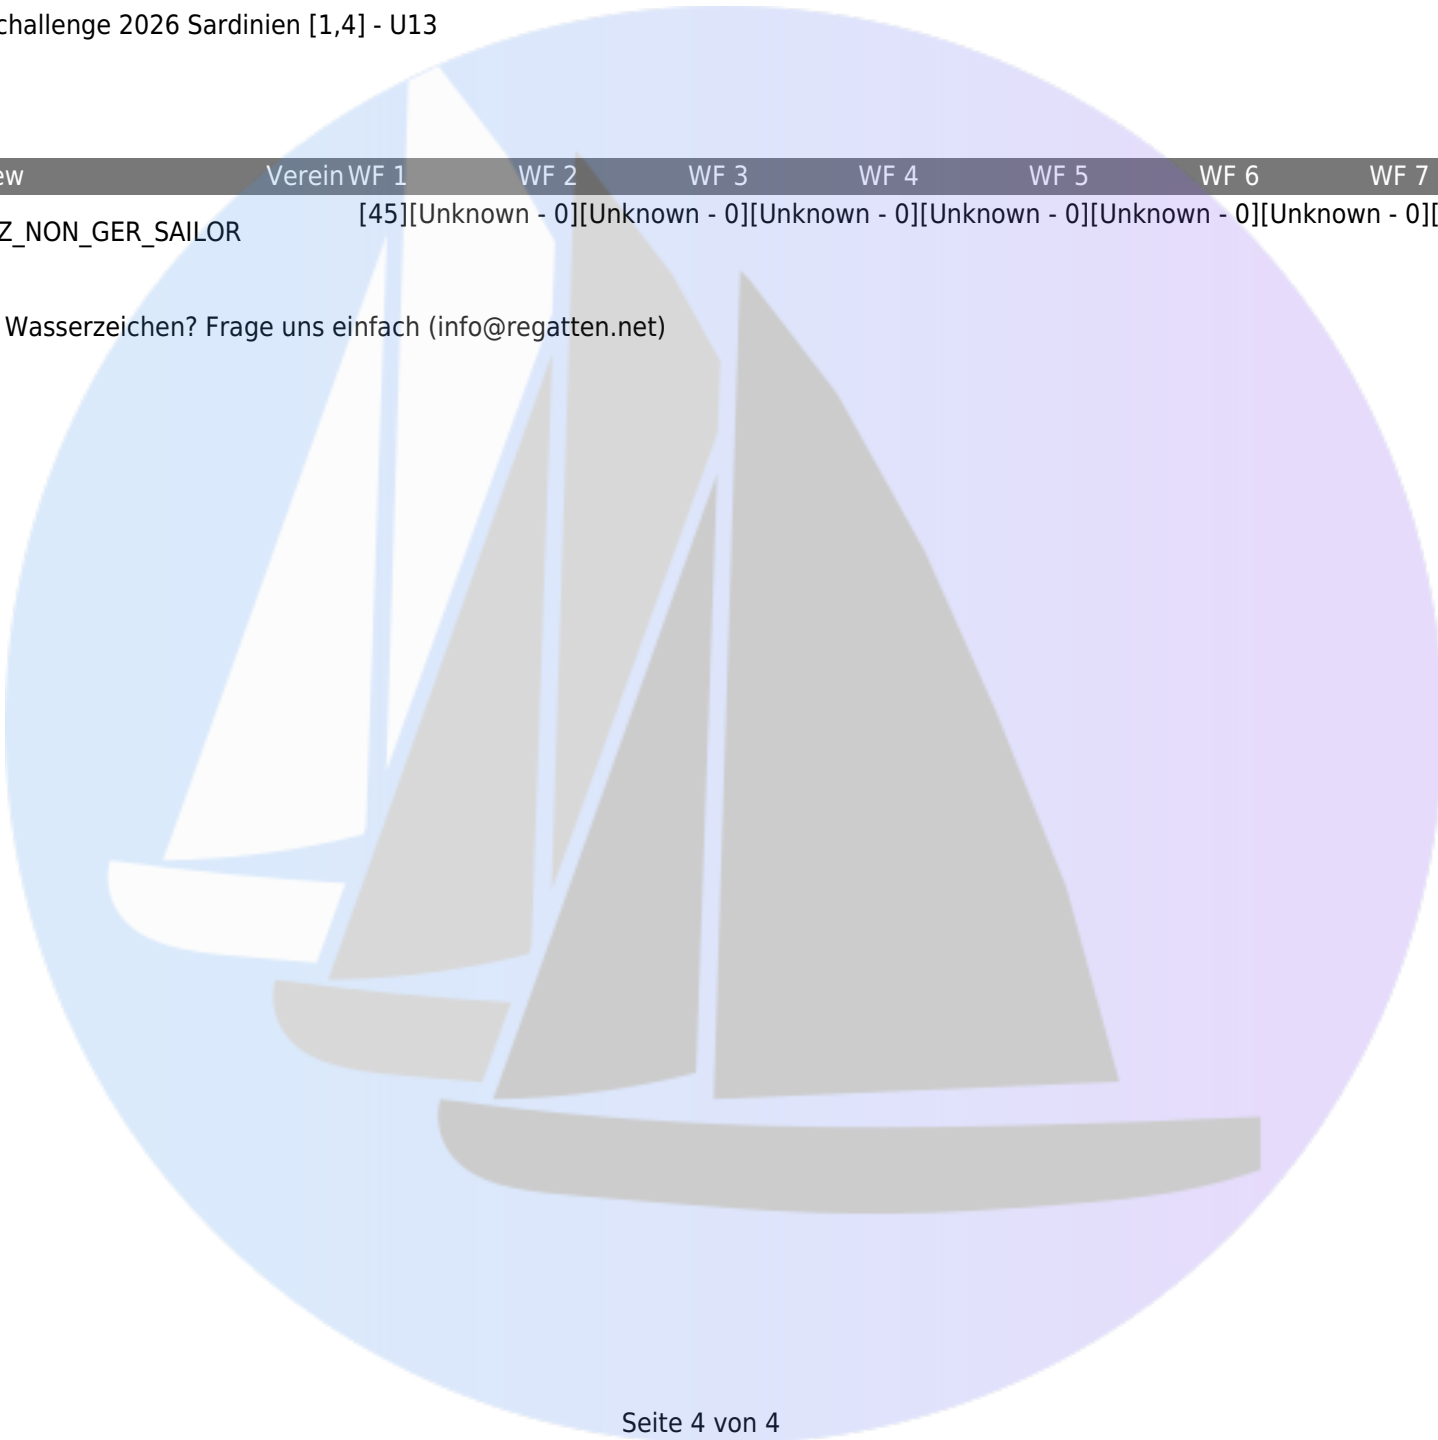 challenge 2026 Sardinien [1,4] - U13
ew Verein WF 1 WF 2 WF 3 WF 4 WF 5 WF 6 WF 7
[45][Unknown - 0][Unknown - 0][Unknown - 0][Unknown - 0][Unknown - 0][Unknown - 0][
Z_NON_GER_SAILOR
Wasserzeichen? Frage uns einfach (info@regatten.net)
Seite 4 von 4